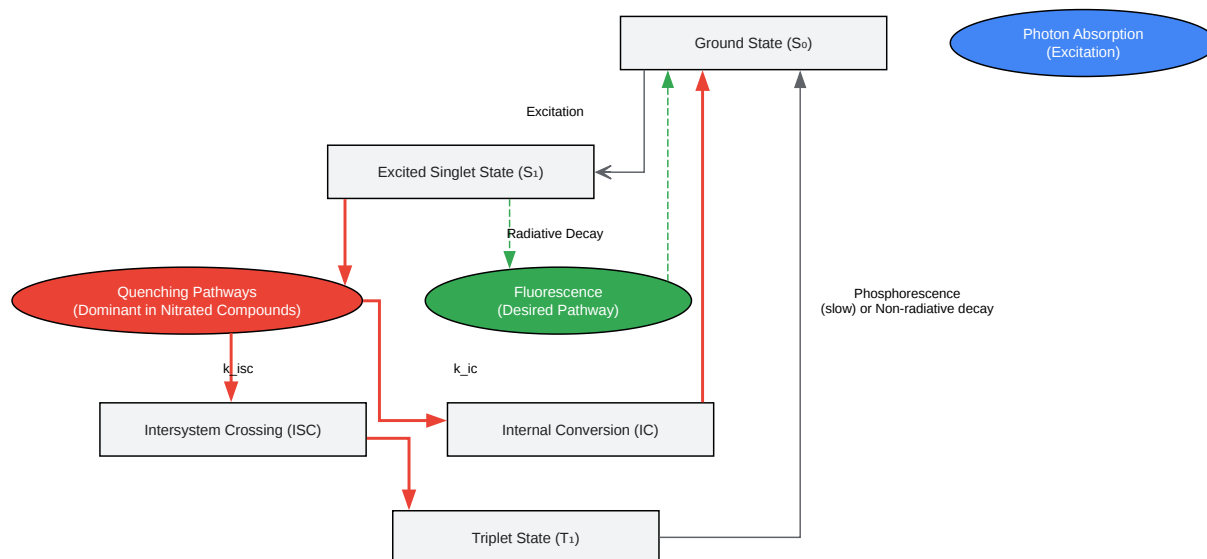 Ground State (S₀)
Photon Absorption
(Excitation)
Excitation
Excited Singlet State (S₁)
Radiative Decay
Quenching Pathways
(Dominant in Nitrated Compounds)
Fluorescence
(Desired Pathway)
Phosphorescence
(slow) or Non-radiative decay
k_isc
k_ic
Intersystem Crossing (ISC)
Internal Conversion (IC)
Triplet State (T₁)